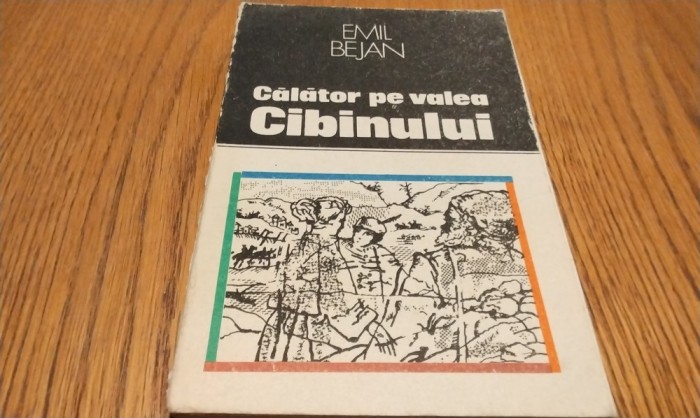 EMIL
BEJAN
Călător pe valea
Cibinului